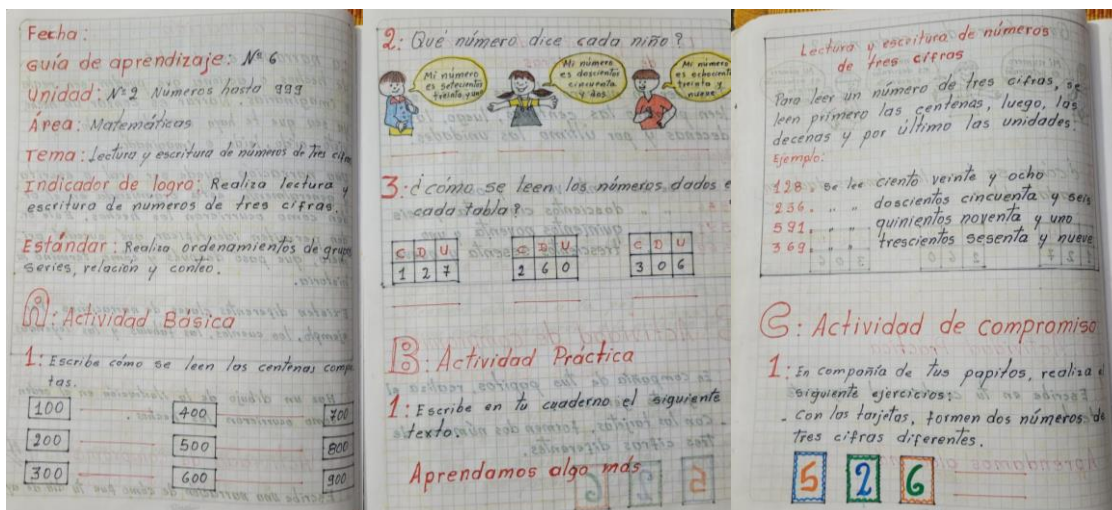 Fecha:
Guía de aprendizaje: Nº 6
Unidad: Nº 2 Números hasta 999
Área: Matemáticas
Tema: Lectura y escritura de números de tres cifra
Indicador de logro: Realiza lectura y
escritura de números de tres cifras.
Estándar: Realiza ordenamientos de grupos
series, relación y conteo.
A: Actividad Básica
1: Escribe cómo se leen las centenas comple
tas.
100 400 700
200 500 800
300 600 900
2: Qué número dice cada niño?
Mi número
es setecientos
treinta y uno
Mi número
es doscientos
cincuenta
y dos
Mi número
es ochocientos
treinta y
nueve
3: ¿cómo se leen los números dados e
cada tabla?
C D U
1 2 7
C D U
2 6 0
C D U
3 0 6
B: Actividad Práctica
1: Escribe en tu cuaderno el siguiente
texto.
Aprendamos algo más
Lectura y escritura de números
de tres cifras
Para leer un número de tres cifras, se
leen primero las centenas, luego, las
decenas y por último las unidades.
Ejemplo:
128. se lee ciento veinte y ocho
256. " " doscientos cincuenta y seis
591. " " quinientos noventa y uno
369. " " trescientos sesenta y nueve
C: Actividad de compromiso
1: En compañía de tus papitos, realiza el
siguiente ejercicios:
- Con las tarjetas, formen dos números de
tres cifras diferentes.
5 2 6